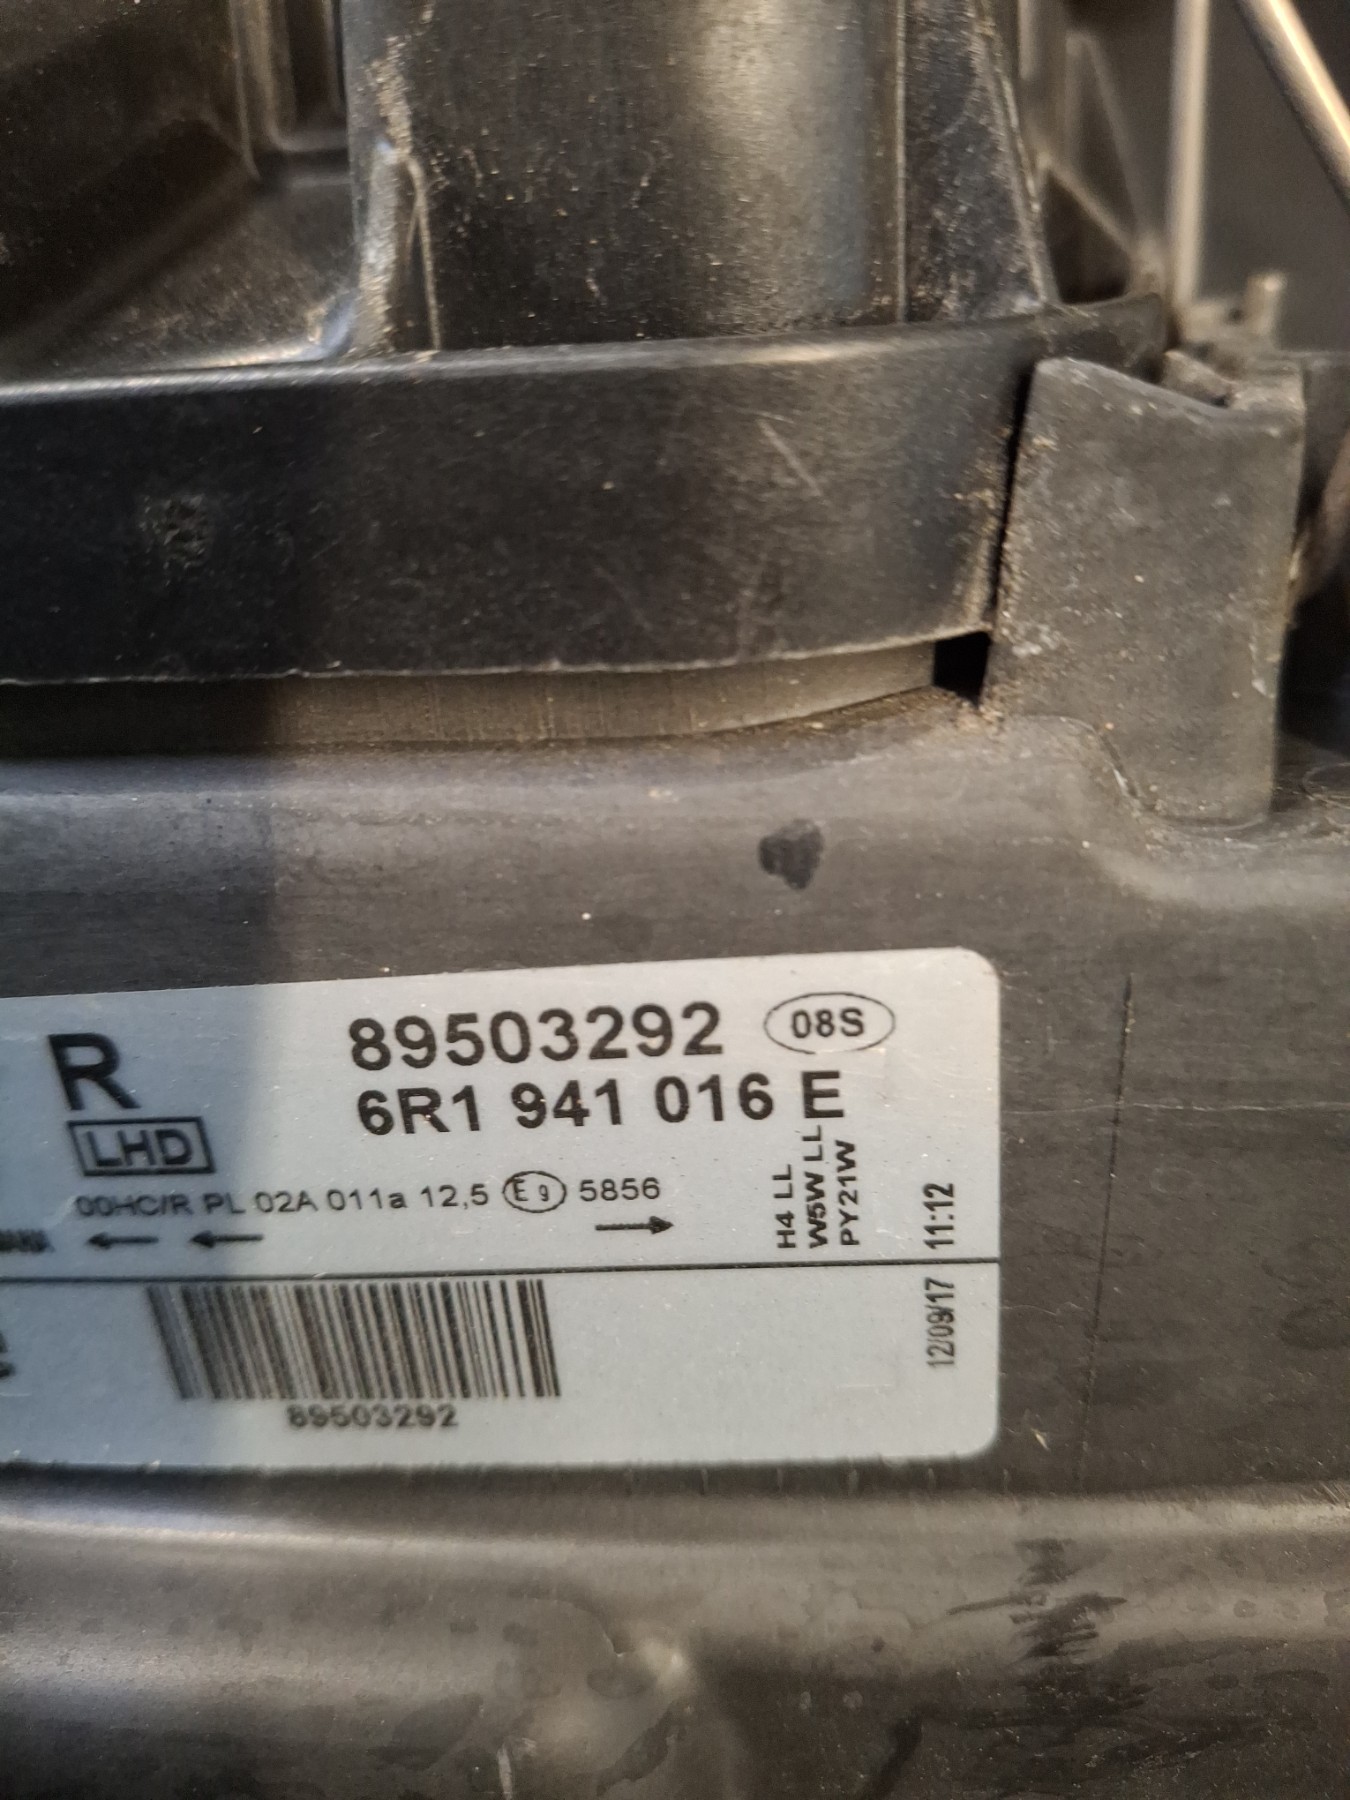 R
89503292 08S
6R1 941 016 E
LHD
00HC/R PL 02A 011a 12,5 E9 5856
H4 LL
W5W LL
PY21W
11:12
12/09/17
89503292